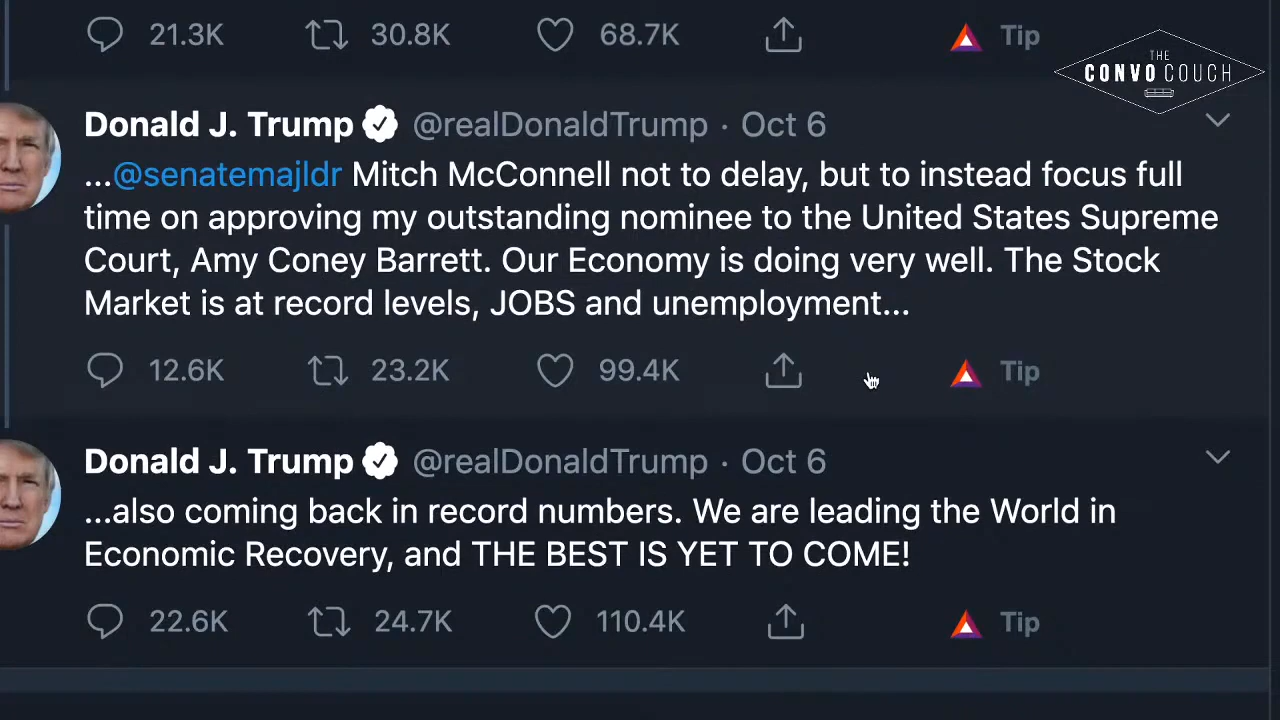 21.3K 30.8K 68.7K Tip
THE
CONVO COUCH
Donald J. Trump @realDonaldTrump · Oct 6
...@senatemajldr Mitch McConnell not to delay, but to instead focus full
time on approving my outstanding nominee to the United States Supreme
Court, Amy Coney Barrett. Our Economy is doing very well. The Stock
Market is at record levels, JOBS and unemployment...
12.6K 23.2K 99.4K Tip
Donald J. Trump @realDonaldTrump · Oct 6
...also coming back in record numbers. We are leading the World in
Economic Recovery, and THE BEST IS YET TO COME!
22.6K 24.7K 110.4K Tip